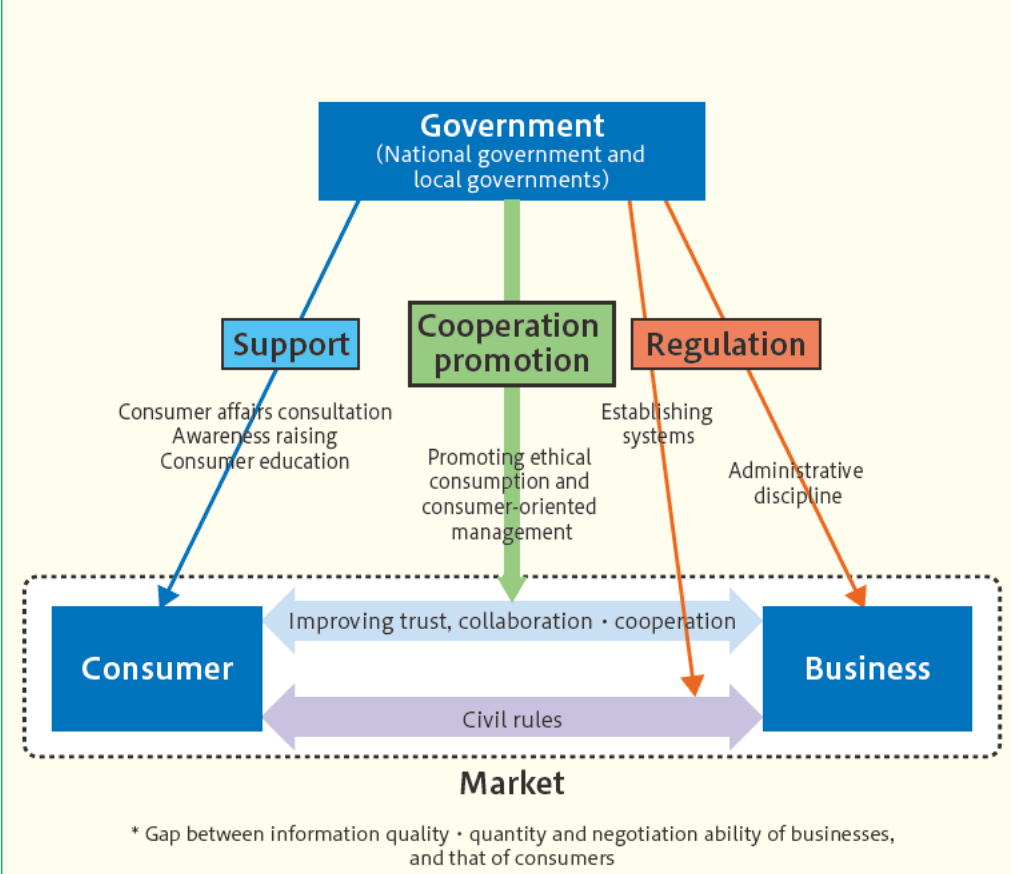 Government
(National government and
local governments)
Support
Cooperation
promotion
Regulation
Consumer affairs consultation
Awareness raising
Consumer education
Promoting ethical
consumption and
consumer-oriented
management
Establishing
systems
Administrative
discipline
Improving trust, collaboration・cooperation
Consumer
Business
Civil rules
Market
* Gap between information quality・quantity and negotiation ability of businesses,
and that of consumers